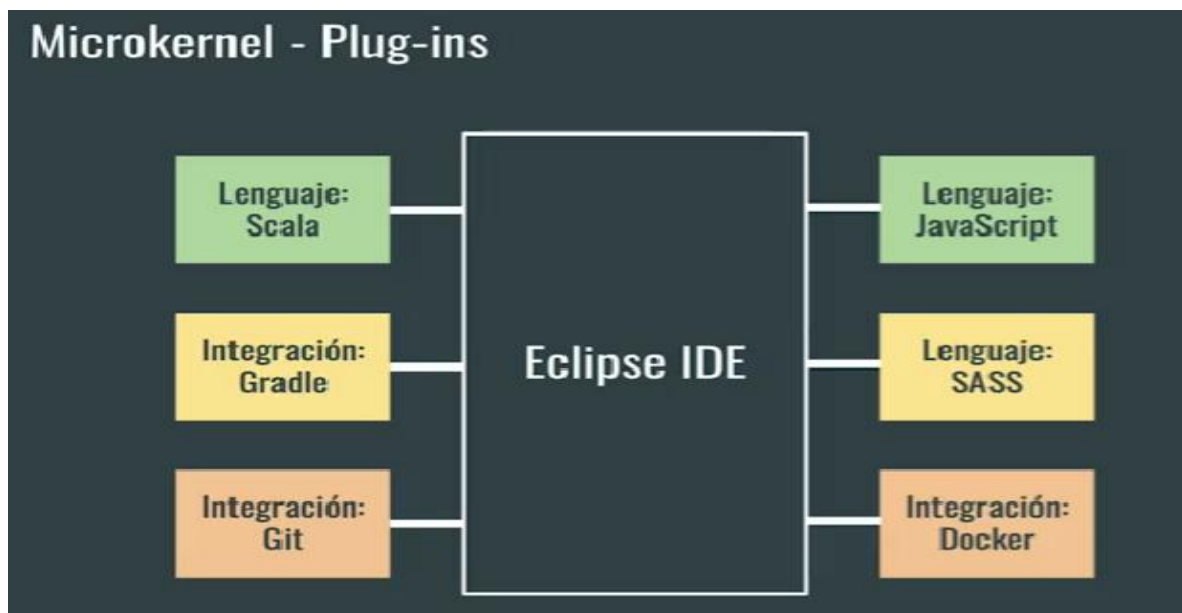 Microkernel - Plug-ins
Lenguaje:
Scala
Integración:
Gradle
Integración:
Git
Eclipse IDE
Lenguaje:
JavaScript
Lenguaje:
SASS
Integración:
Docker